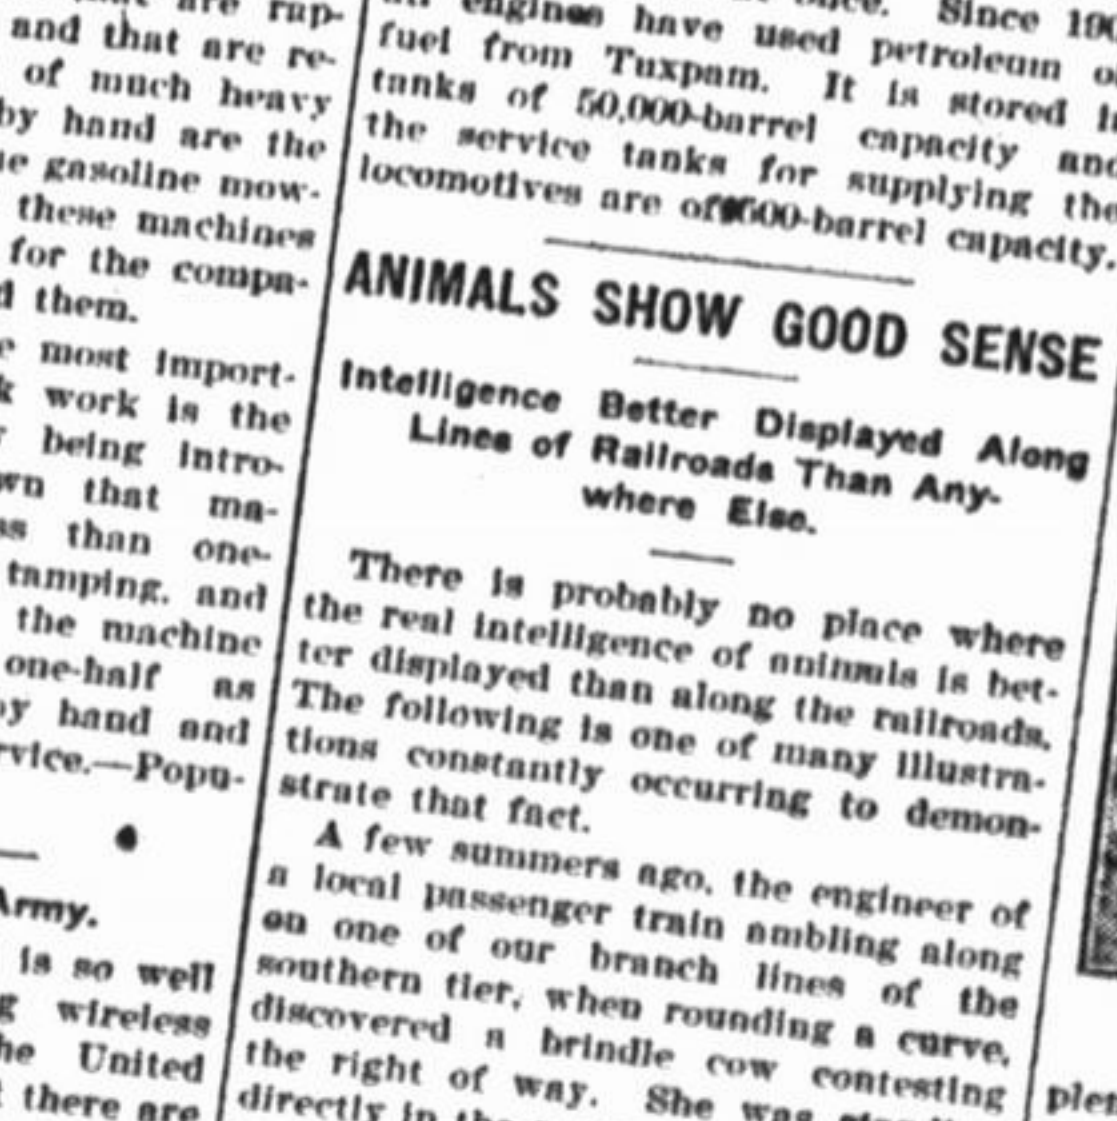 are rap-
and that are re-
of much heavy
by hand are the
gasoline mow-
these machines
for the compa-
them.
most import-
work is the
being intro-
that ma-
than one-
tamping, and
the machine
one-half as
hand and
Popu-
Army.
is so well
wireless
United
there are
engines have used petroleum
fuel from Tuxpam. It is stored
tanks of 50,000-barrel capacity and
the service tanks for supplying the
locomotives are of 500-barrel capacity.
ANIMALS SHOW GOOD SENSE
Intelligence Better Displayed Along
Lines of Railroads Than Any-
where Else.
There is probably no place where
the real intelligence of animals is bet-
ter displayed than along the railroads.
The following is one of many illustra-
tions constantly occurring to demon-
strate that fact.
A few summers ago, the engineer of
a local passenger train ambling along
on one of our branch lines of the
southern tier, when rounding a curve,
discovered a brindle cow contesting
the right of way. She was
directly in